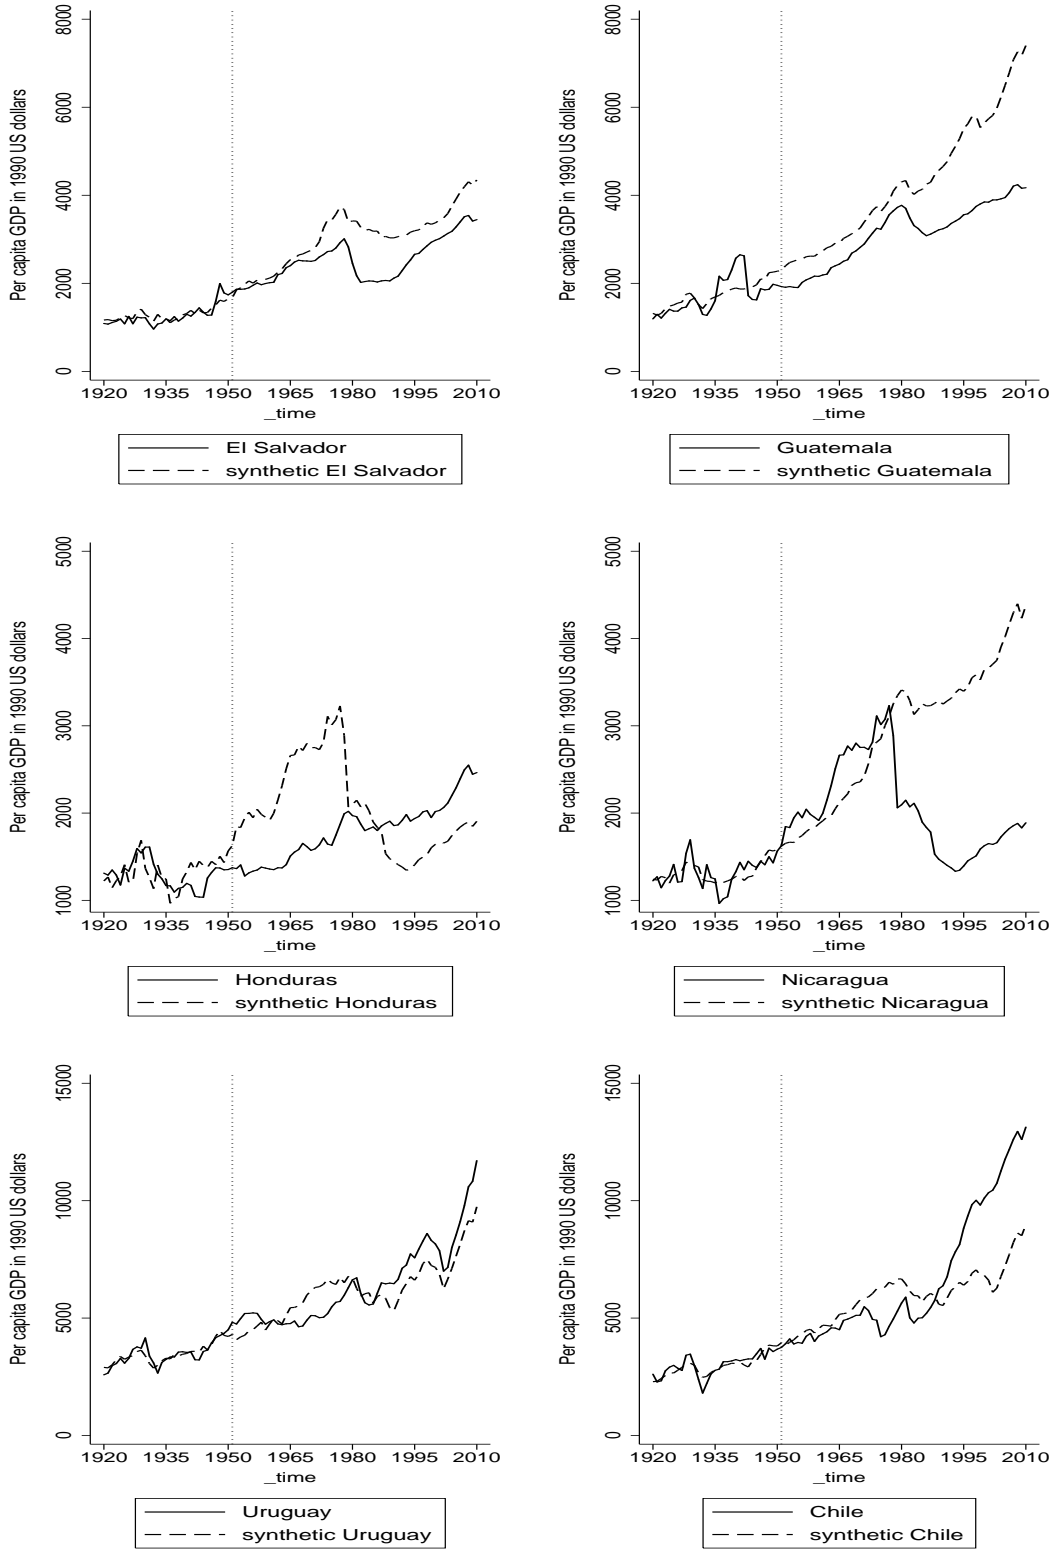 Per capita GDP in 1990 US dollars
8000
6000
4000
2000
0
1920 1935 1950 1965 1980 1995 2010
_time
El Salvador
synthetic El Salvador
Per capita GDP in 1990 US dollars
8000
6000
4000
2000
0
1920 1935 1950 1965 1980 1995 2010
_time
Guatemala
synthetic Guatemala
Per capita GDP in 1990 US dollars
5000
4000
3000
2000
1000
1920 1935 1950 1965 1980 1995 2010
_time
Honduras
synthetic Honduras
Per capita GDP in 1990 US dollars
5000
4000
3000
2000
1000
1920 1935 1950 1965 1980 1995 2010
_time
Nicaragua
synthetic Nicaragua
Per capita GDP in 1990 US dollars
15000
10000
5000
0
1920 1935 1950 1965 1980 1995 2010
_time
Uruguay
synthetic Uruguay
Per capita GDP in 1990 US dollars
15000
10000
5000
0
1920 1935 1950 1965 1980 1995 2010
_time
Chile
synthetic Chile